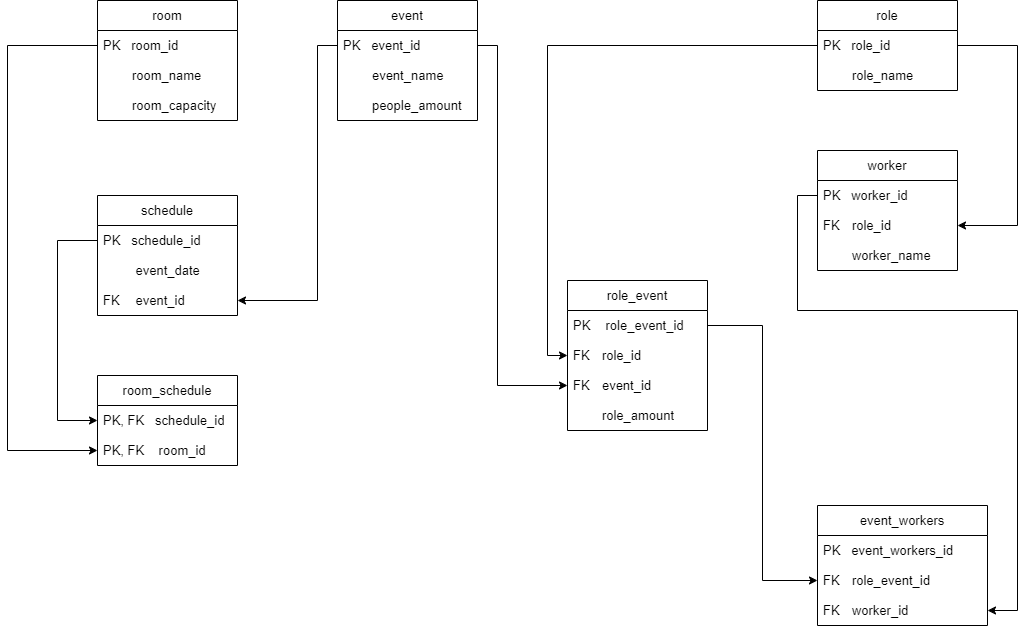 room
PK room_id
room_name
room_capacity
event
PK event_id
event_name
people_amount
role
PK role_id
role_name
worker
PK worker_id
FK role_id
worker_name
schedule
PK schedule_id
event_date
FK event_id
role_event
PK role_event_id
FK role_id
FK event_id
role_amount
room_schedule
PK, FK schedule_id
PK, FK room_id
event_workers
PK event_workers_id
FK role_event_id
FK worker_id